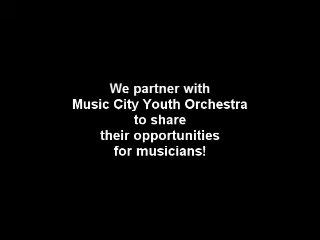 We partner with
Music City Youth Orchestra
to share
their opportunities
for musicians!